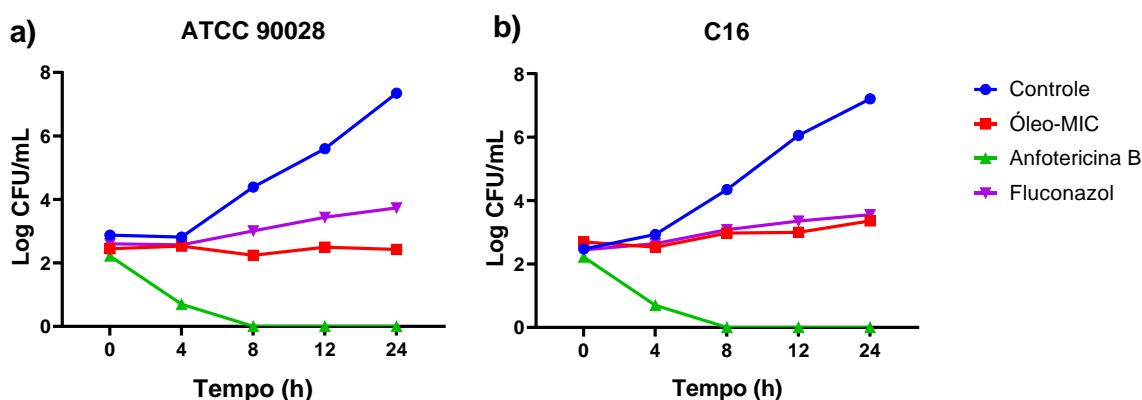 a)
ATCC 90028
Log CFU/mL
8
6
4
2
0
0 4 8 12 24
Tempo (h)
b)
C16
Log CFU/mL
8
6
4
2
0
0 4 8 12 24
Tempo (h)
Controle
Óleo-MIC
Anfotericina B
Fluconazol